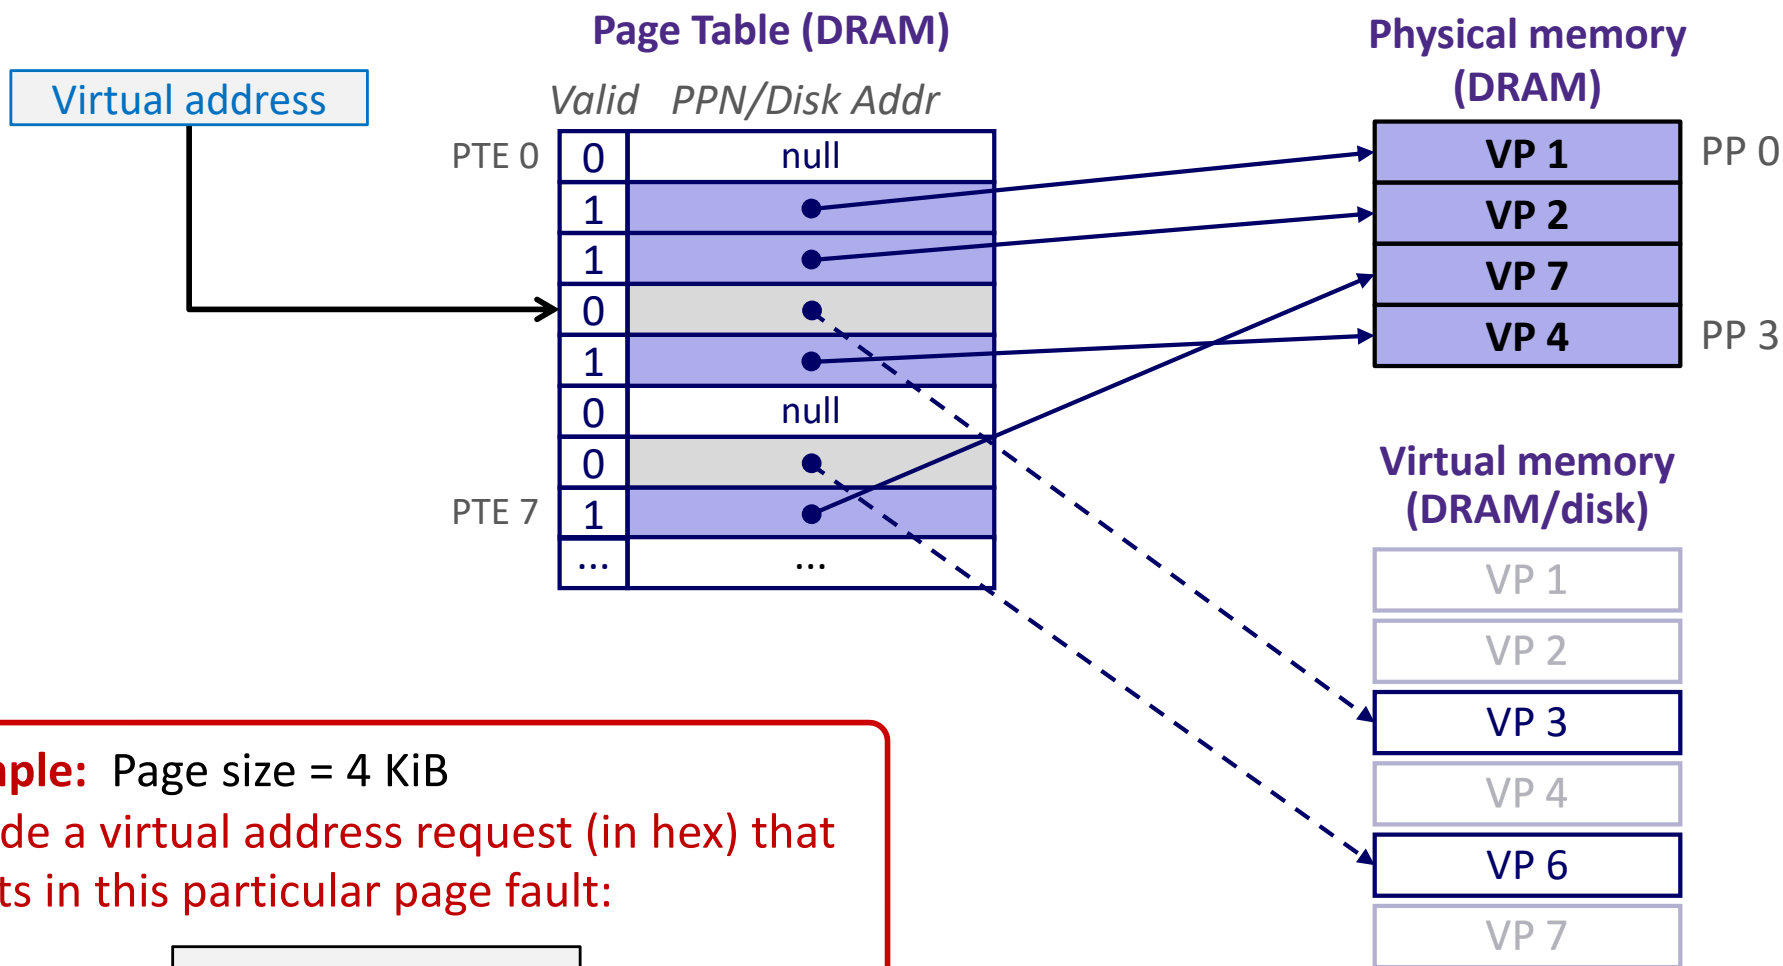 Page Table (DRAM)
Physical memory
(DRAM)
Virtual address
Valid PPN/Disk Addr
PTE 0 0 null
1
1
0
1
0 null
0
PTE 7 1
... ...
VP 1 PP 0
VP 2
VP 7
VP 4 PP 3
Virtual memory
(DRAM/disk)
VP 1
VP 2
VP 3
VP 4
VP 6
VP 7
Page size = 4 KiB
a virtual address request (in hex) that
in this particular page fault: